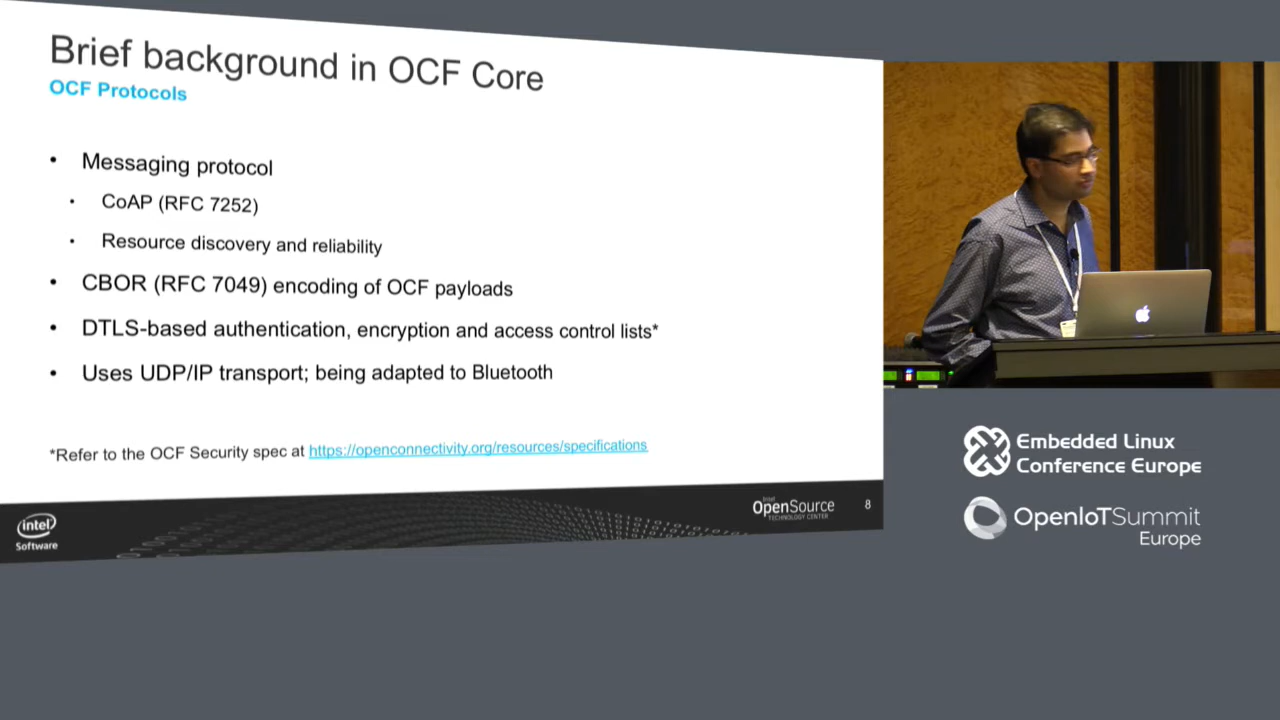 Brief background in OCF Core
OCF Protocols
• Messaging protocol
• CoAP (RFC 7252)
• Resource discovery and reliability
• CBOR (RFC 7049) encoding of OCF payloads
• DTLS-based authentication, encryption and access control lists*
• Uses UDP/IP transport; being adapted to Bluetooth
*Refer to the OCF Security spec at https://openconnectivity.org/resources/specifications
intel
Software
Intel
OpenSource
TECHNOLOGY CENTER
8
Embedded Linux
Conference Europe
OpenIoTSummit
Europe